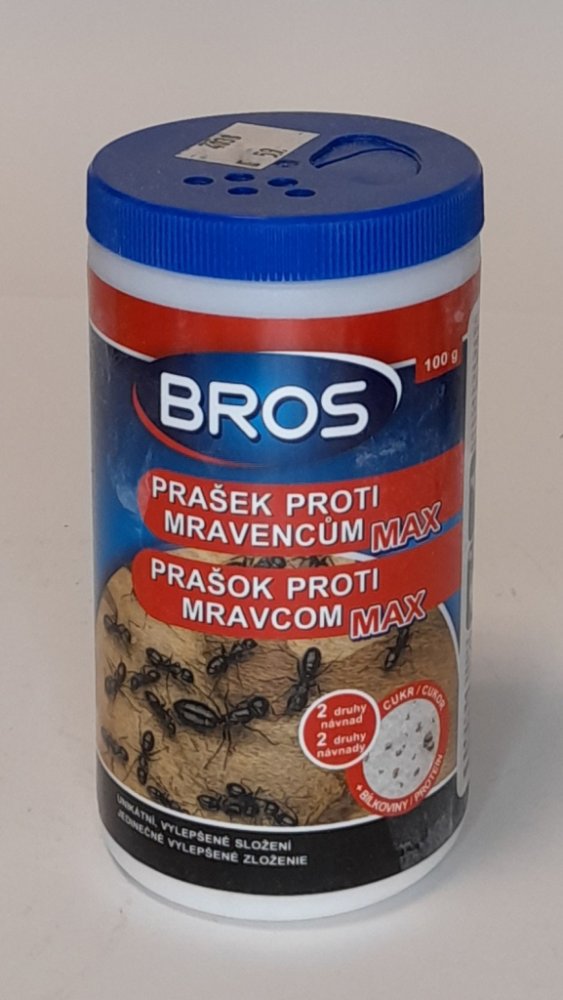 BROS
100 g
PRAŠEK PROTI
MRAVENCŮM MAX
PRAŠOK PROTI
MRAVCOM MAX
2 druhy
návnad
2 druhy
návnady
CUKR / CUKOR
+ BÍLKOVINY / PROTEIN
UNIKÁTNÍ, VYLEPŠENÉ SLOŽENÍ
JEDINEČNÉ VYLEPŠENÉ ZLOŽENIE